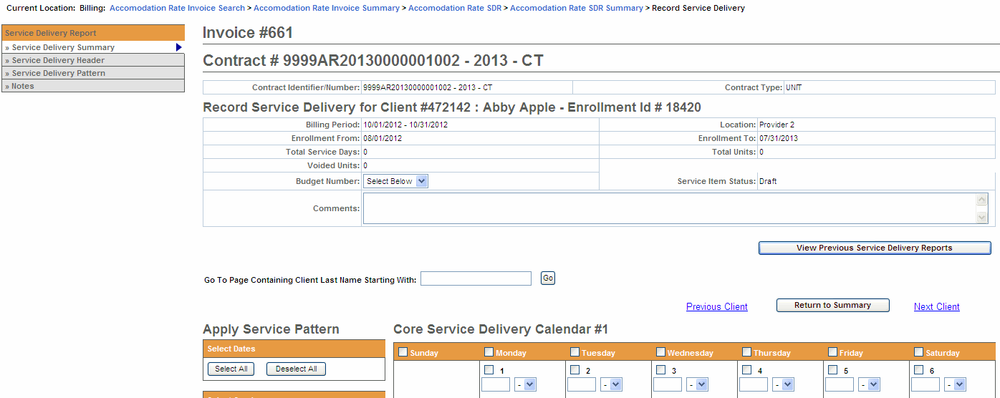 Current Location: Billing: Accomodation Rate Invoice Search > Accomodation Rate Invoice Summary > Accomodation Rate SDR > Accomodation Rate SDR Summary > Record Service Delivery
Service Delivery Report
» Service Delivery Summary
» Service Delivery Header
» Service Delivery Pattern
» Notes
Invoice #661
Contract # 9999AR20130000001002 - 2013 - CT
Contract Identifier/Number: 9999AR20130000001002 - 2013 - CT Contract Type: UNIT
Record Service Delivery for Client #472142 : Abby Apple - Enrollment Id # 18420
Billing Period: 10/01/2012 - 10/31/2012 Location: Provider 2
Enrollment From: 08/01/2012 Enrollment To: 07/31/2013
Total Service Days: 0 Total Units: 0
Voided Units: 0
Budget Number: Select Below Service Item Status: Draft
Comments:
View Previous Service Delivery Reports
Go To Page Containing Client Last Name Starting With: Go
Previous Client Return to Summary Next Client
Apply Service Pattern
Select Dates
Select All Deselect All
Core Service Delivery Calendar #1
Sunday Monday Tuesday Wednesday Thursday Friday Saturday
1 2 3 4 5 6
- - - - - -